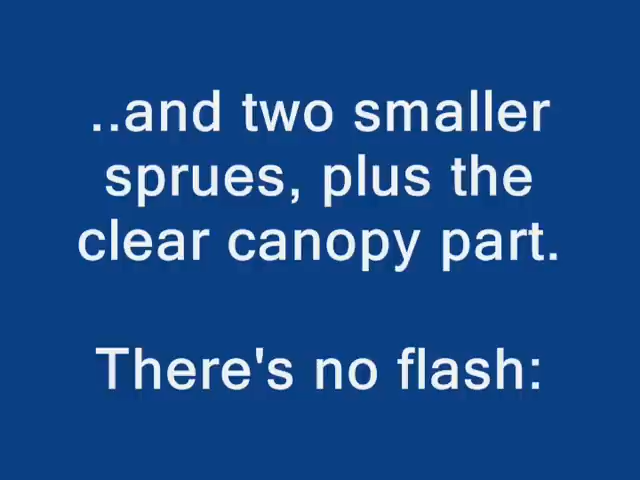 ..and two smaller
sprues, plus the
clear canopy part.
There's no flash: